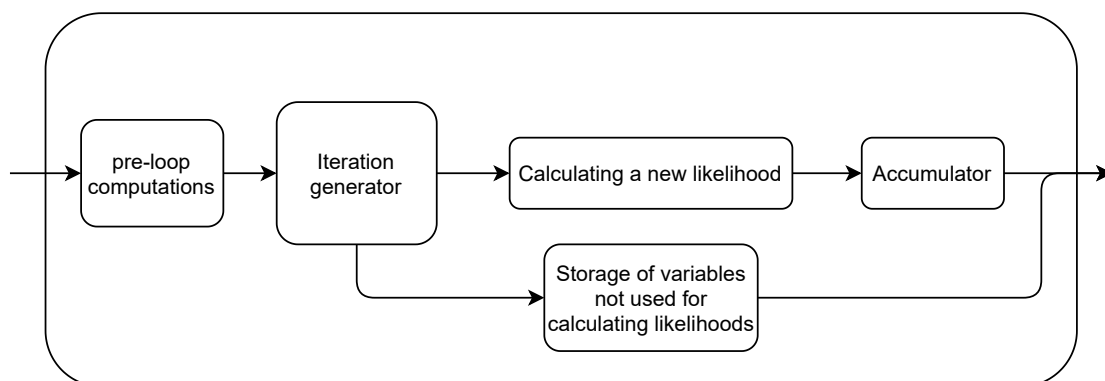 pre-loop
computations
Iteration
generator
Calculating a new likelihood
Accumulator
Storage of variables
not used for
calculating likelihoods